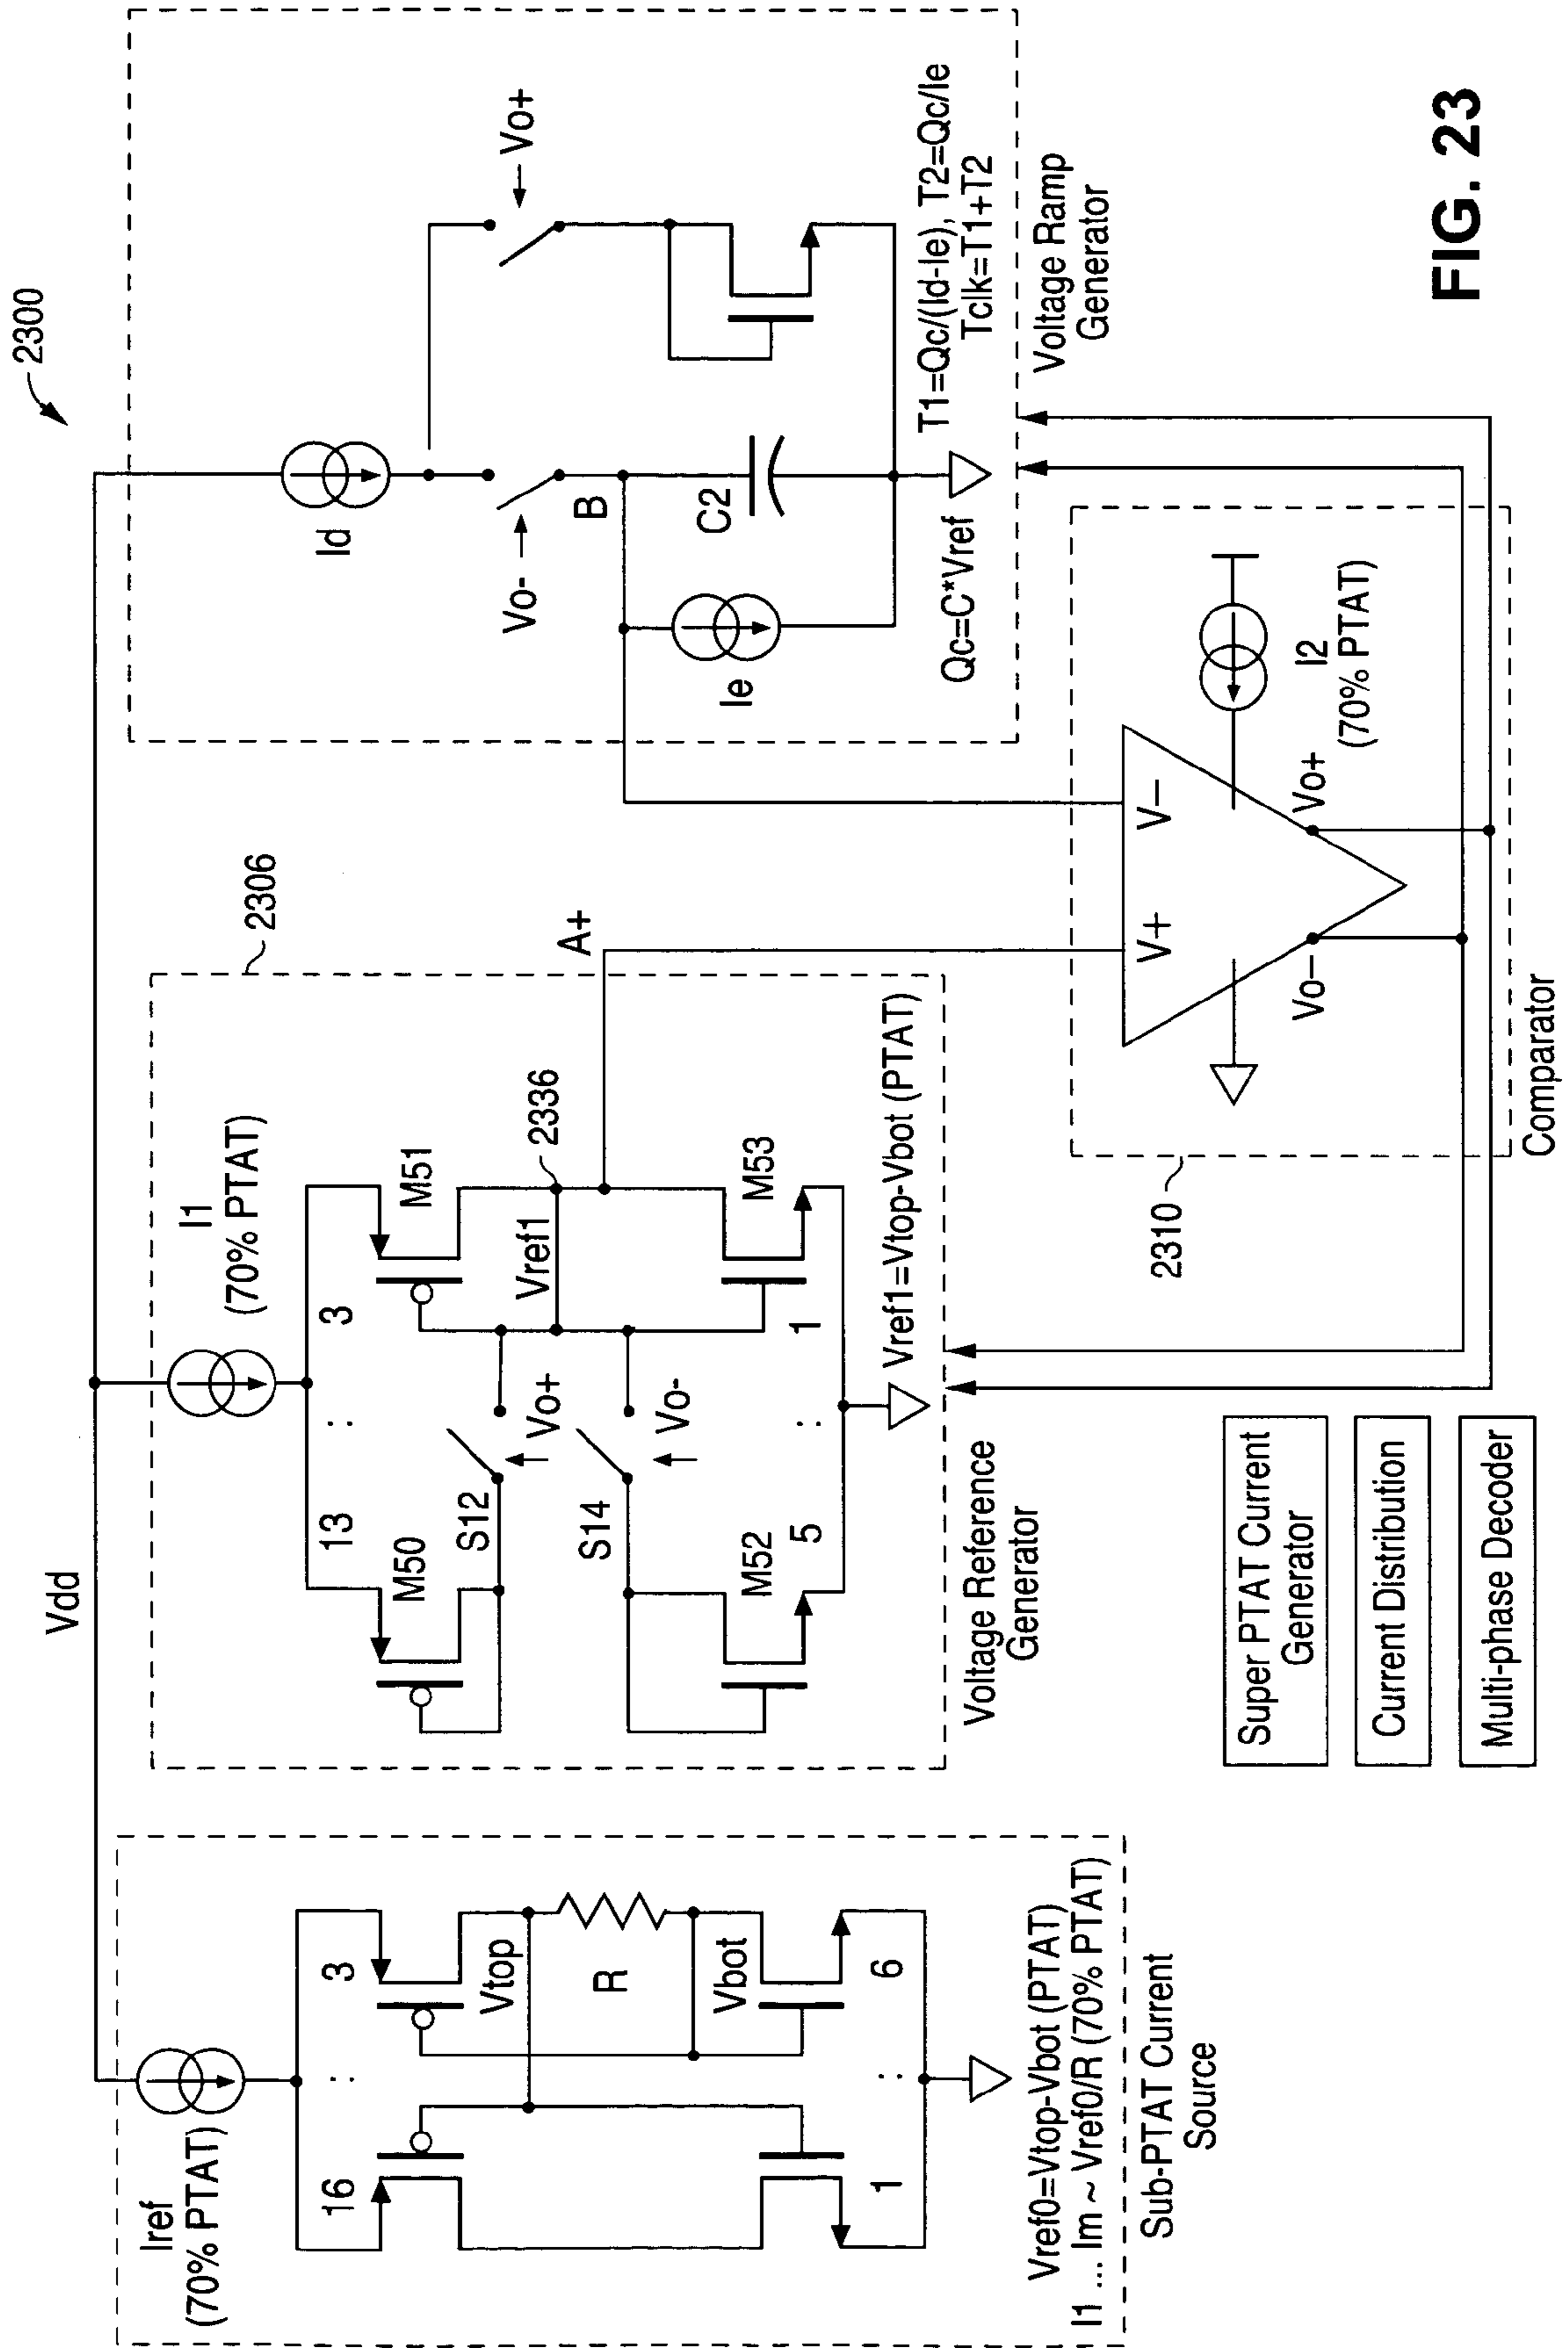 2300
Vdd
Iref
(70% PTAT)
16
:
3
Vtop
R
Vbot
1
:
6
Vref0=Vtop-Vbot (PTAT)
I1 ... Im ~ Vref0/R (70% PTAT)
Sub-PTAT Current
Source
I1
(70% PTAT)
2306
13
:
3
M50
M51
S12
Vo+
Vref1
2336
S14
Vo-
M52
M53
5
:
1
Vref1=Vtop-Vbot (PTAT)
Voltage Reference
Generator
A+
Id
Vo-
Vo+
B
C2
Ie
Qc=C*Vref
T1=Qc/(Id-Ie), T2=Qc/Ie
Tclk=T1+T2
Voltage Ramp
Generator
V+
V-
I2
(70% PTAT)
Vo-
Vo+
2310
Comparator
Super PTAT Current
Generator
Current Distribution
Multi-phase Decoder
FIG. 23